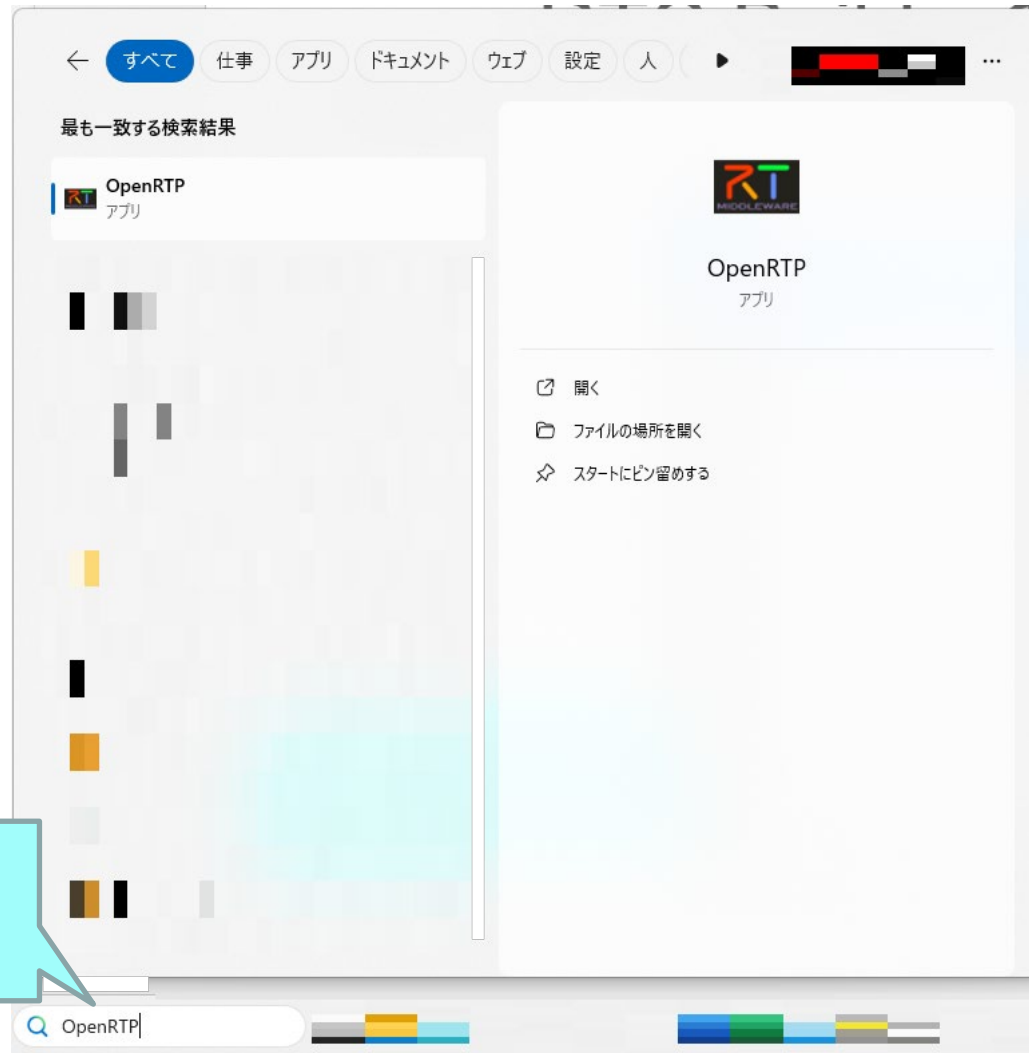 すべて 仕事 アプリ ドキュメント ウェブ 設定 人
最も一致する検索結果
OpenRTP
アプリ
RT
MIDDLEWARE
OpenRTP
アプリ
開く
ファイルの場所を開く
スタートにピン留めする
OpenRTP